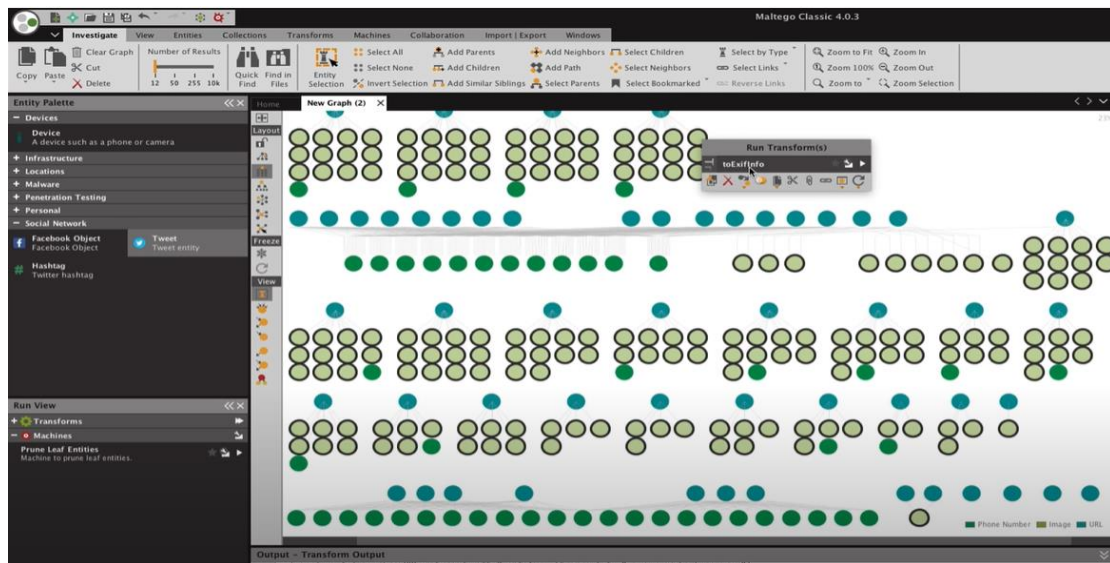 Maltego Classic 4.0.3
Investigate View Entities Collections Transforms Machines Collaboration Import | Export Windows
Copy Paste
Clear Graph
Cut
Delete
Number of Results
12 50 255 10k
Quick Find
Find in Files
Entity Selection
Select All
Select None
Invert Selection
Add Parents
Add Children
Add Similar Siblings
Add Neighbors
Add Path
Select Parents
Select Children
Select Neighbors
Select Bookmarked
Select by Type
Select Links
Reverse Links
Zoom to Fit
Zoom 100%
Zoom to
Zoom In
Zoom Out
Zoom Selection
Entity Palette
Devices
Device
A device such as a phone or camera
Infrastructure
Locations
Malware
Penetration Testing
Personal
Social Network
Facebook Object
Facebook Object
Tweet
Tweet entity
Hashtag
Twitter hashtag
Run View
Transforms
Machines
Prune Leaf Entities
Machine to prune leaf entities.
Home
New Graph (2)
Layout
Freeze
View
Run Transform(s)
toExifInfo
Phone Number Image URL
Output - Transform Output